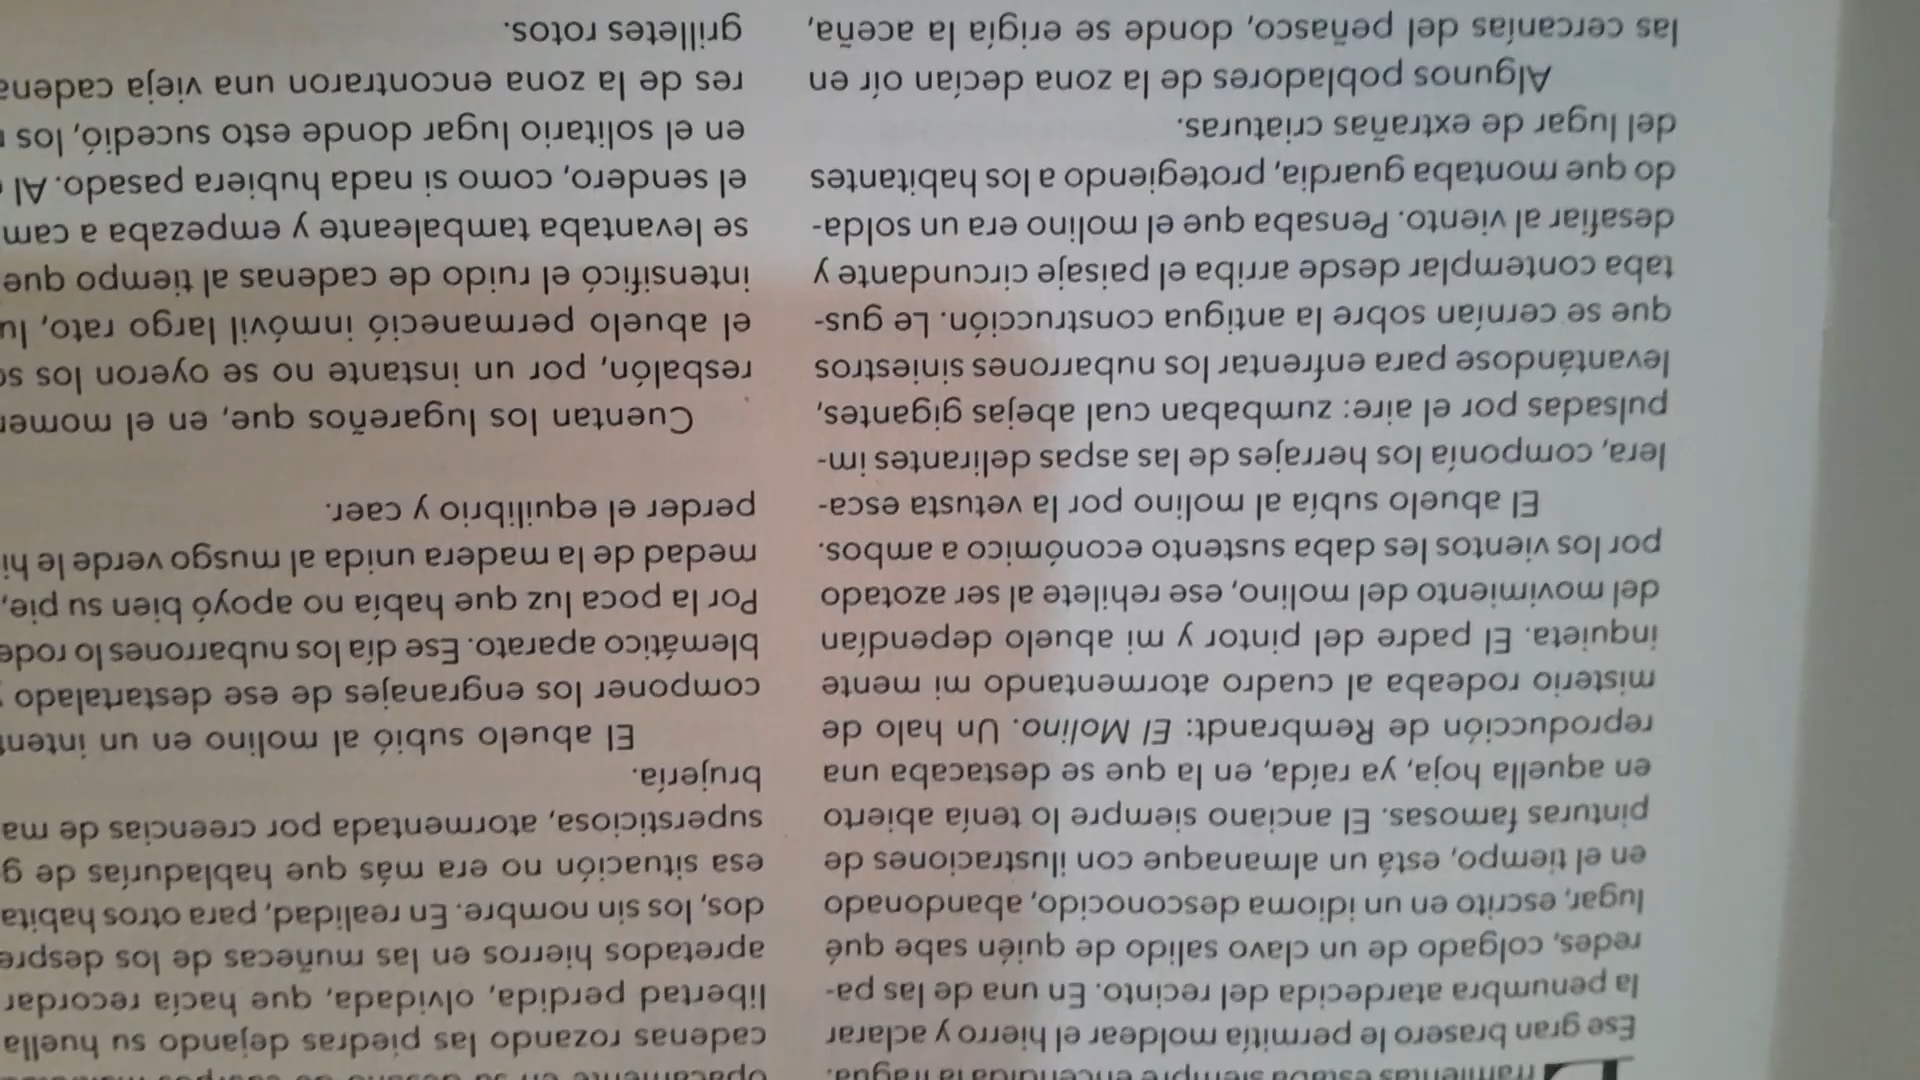 rramientas estaba siempre encendida la fragua.
Ese gran brasero le permitía moldear el hierro y aclarar
la penumbra atardecida del recinto. En una de las pa-
redes, colgado de un clavo salido de quién sabe qué
lugar, escrito en un idioma desconocido, abandonado
en el tiempo, está un almanaque con ilustraciones de
pinturas famosas. El anciano siempre lo tenía abierto
en aquella hoja, ya raída, en la que se destacaba una
reproducción de Rembrandt: El Molino. Un halo de
misterio rodeaba al cuadro atormentando mi mente
inquieta. El padre del pintor y mi abuelo dependían
del movimiento del molino, ese rehilete al ser azotado
por los vientos les daba sustento económico a ambos.
El abuelo subía al molino por la vetusta esca-
lera, componía los herrajes de las aspas delirantes im-
pulsadas por el aire: zumbaban cual abejas gigantes,
levantándose para enfrentar los nubarrones siniestros
que se cernían sobre la antigua construcción. Le gus-
taba contemplar desde arriba el paisaje circundante y
desafiar al viento. Pensaba que el molino era un solda-
do que montaba guardia, protegiendo a los habitantes
del lugar de extrañas criaturas.
Algunos pobladores de la zona decían oír en
las cercanías del peñasco, donde se erigía la aceña,
cadenas rozando las piedras dejando su huella
libertad perdida, olvidada, que hacía recordar
apretados hierros en las muñecas de los despre
dos, los sin nombre. En realidad, para otros habita
esa situación no era más que habladurías de g
supersticiosa, atormentada por creencias de ma
brujería.
El abuelo subió al molino en un inten
componer los engranajes de ese destartalado
blemático aparato. Ese día los nubarrones lo rode
Por la poca luz que había no apoyó bien su pie,
medad de la madera unida al musgo verde le hi
perder el equilibrio y caer.
Cuentan los lugareños que, en el momen
resbalón, por un instante no se oyeron los so
el abuelo permaneció inmóvil largo rato, lu
intensificó el ruido de cadenas al tiempo que
se levantaba tambaleante y empezaba a cam
el sendero, como si nada hubiera pasado. Al
en el solitario lugar donde esto sucedió, los
res de la zona encontraron una vieja cadena
grilletes rotos.